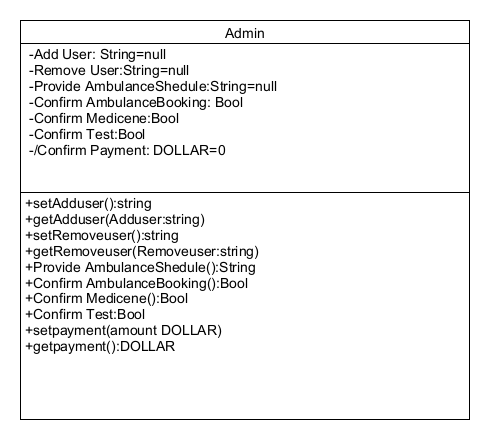 Admin
-Add User: String=null
-Remove User:String=null
-Provide AmbulanceShedule:String=null
-Confirm AmbulanceBooking: Bool
-Confirm Medicene:Bool
-Confirm Test:Bool
-/Confirm Payment: DOLLAR=0
+setAdduser():string
+getAdduser(Adduser:string)
+setRemoveuser():string
+getRemoveuser(Removeuser:string)
+Provide AmbulanceShedule():String
+Confirm AmbulanceBooking():Bool
+Confirm Medicene():Bool
+Confirm Test:Bool
+setpayment(amount DOLLAR)
+getpayment():DOLLAR